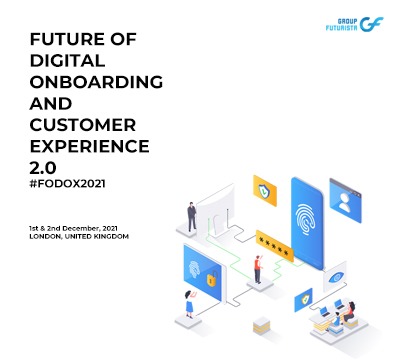 GROUP
FUTURISTA
FUTURE OF
DIGITAL
ONBOARDING
AND
CUSTOMER
EXPERIENCE
2.0
#FODOX2021
1st & 2nd December, 2021
LONDON, UNITED KINGDOM